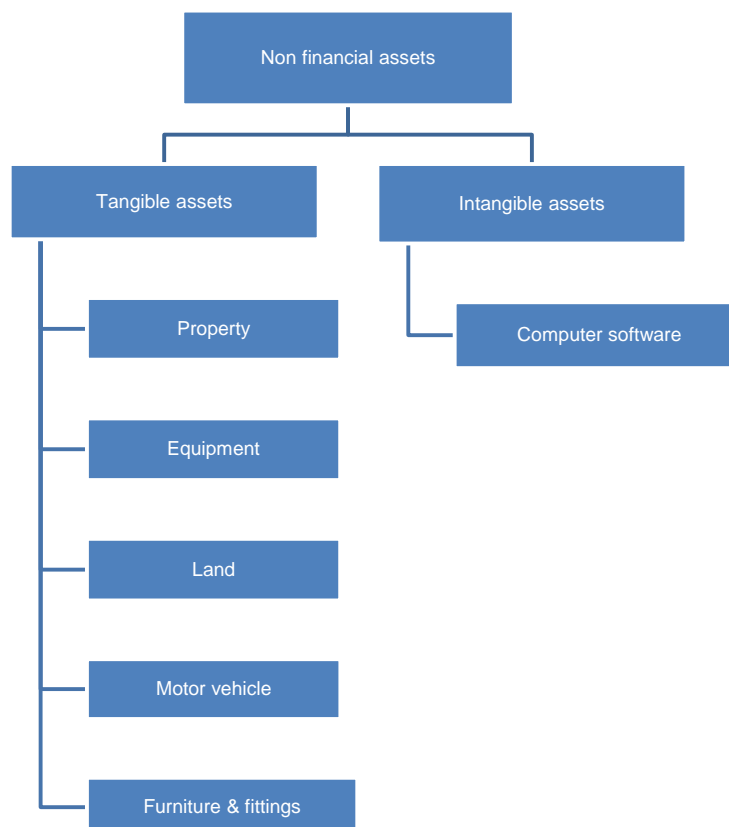 Non financial assets
Tangible assets
Intangible assets
Property
Computer software
Equipment
Land
Motor vehicle
Furniture & fittings